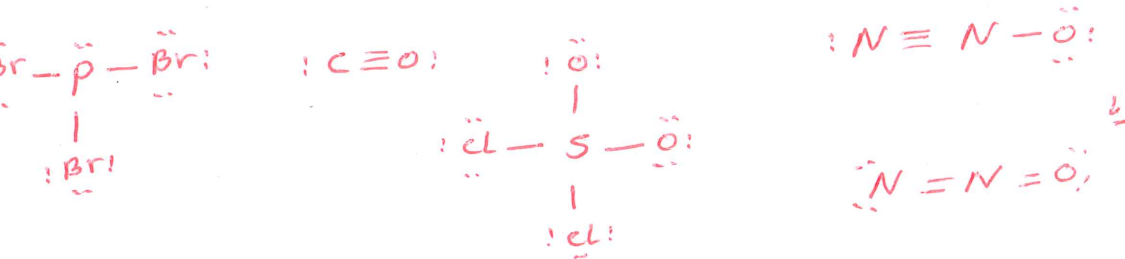 Br — P — Br:
|
:Br:
:C≡O:
:O:
|
:Cl — S — O:
|
:Cl:
:N≡N — O:
N=N=O